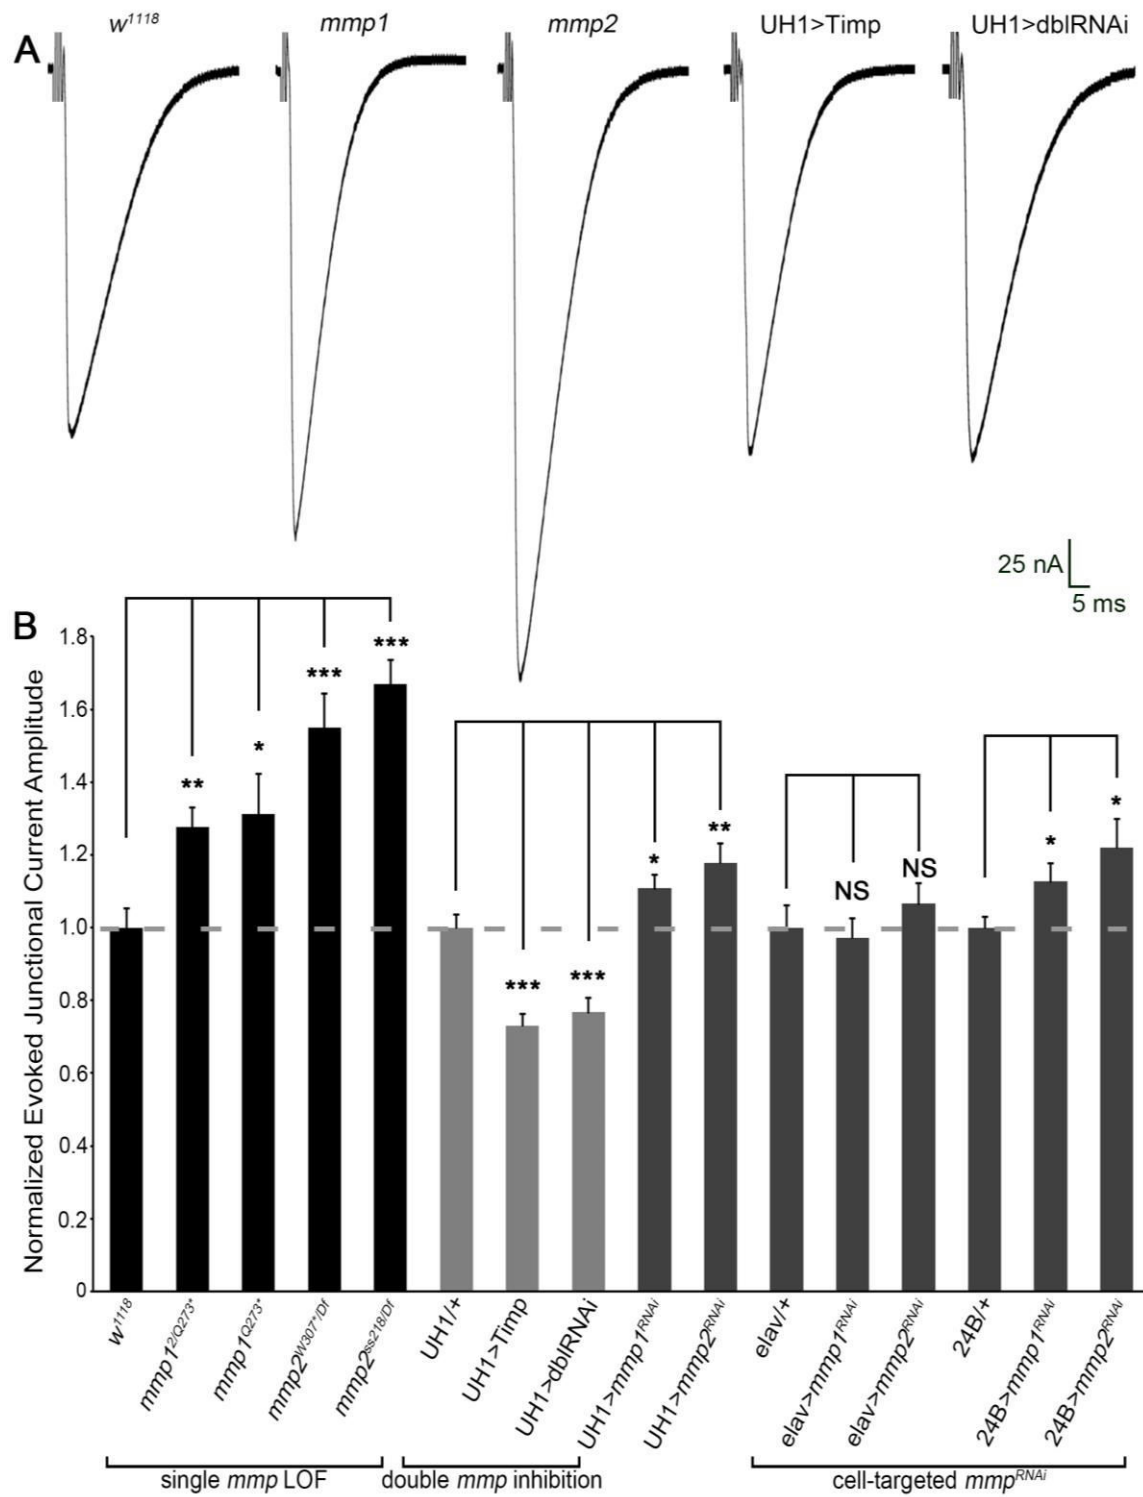 A
w1118
mmp1
mmp2
UH1>Timp
UH1>dblRNAi
25 nA
5 ms
B
Normalized Evoked Junctional Current Amplitude
1.8
1.6
1.4
1.2
1.0
0.8
0.6
0.4
0.2
0
**
*
***
***
***
***
*
**
NS
NS
*
*
w1118
mmp12/Q273*
mmp1Q273*
mmp2W307*/Df
mmp2ss218/Df
UH1/+
UH1>Timp
UH1>dblRNAi
UH1>mmp1RNAi
UH1>mmp2RNAi
elav/+
elav>mmp1RNAi
elav>mmp2RNAi
24B/+
24B>mmp1RNAi
24B>mmp2RNAi
single mmp LOF
double mmp inhibition
cell-targeted mmpRNAi